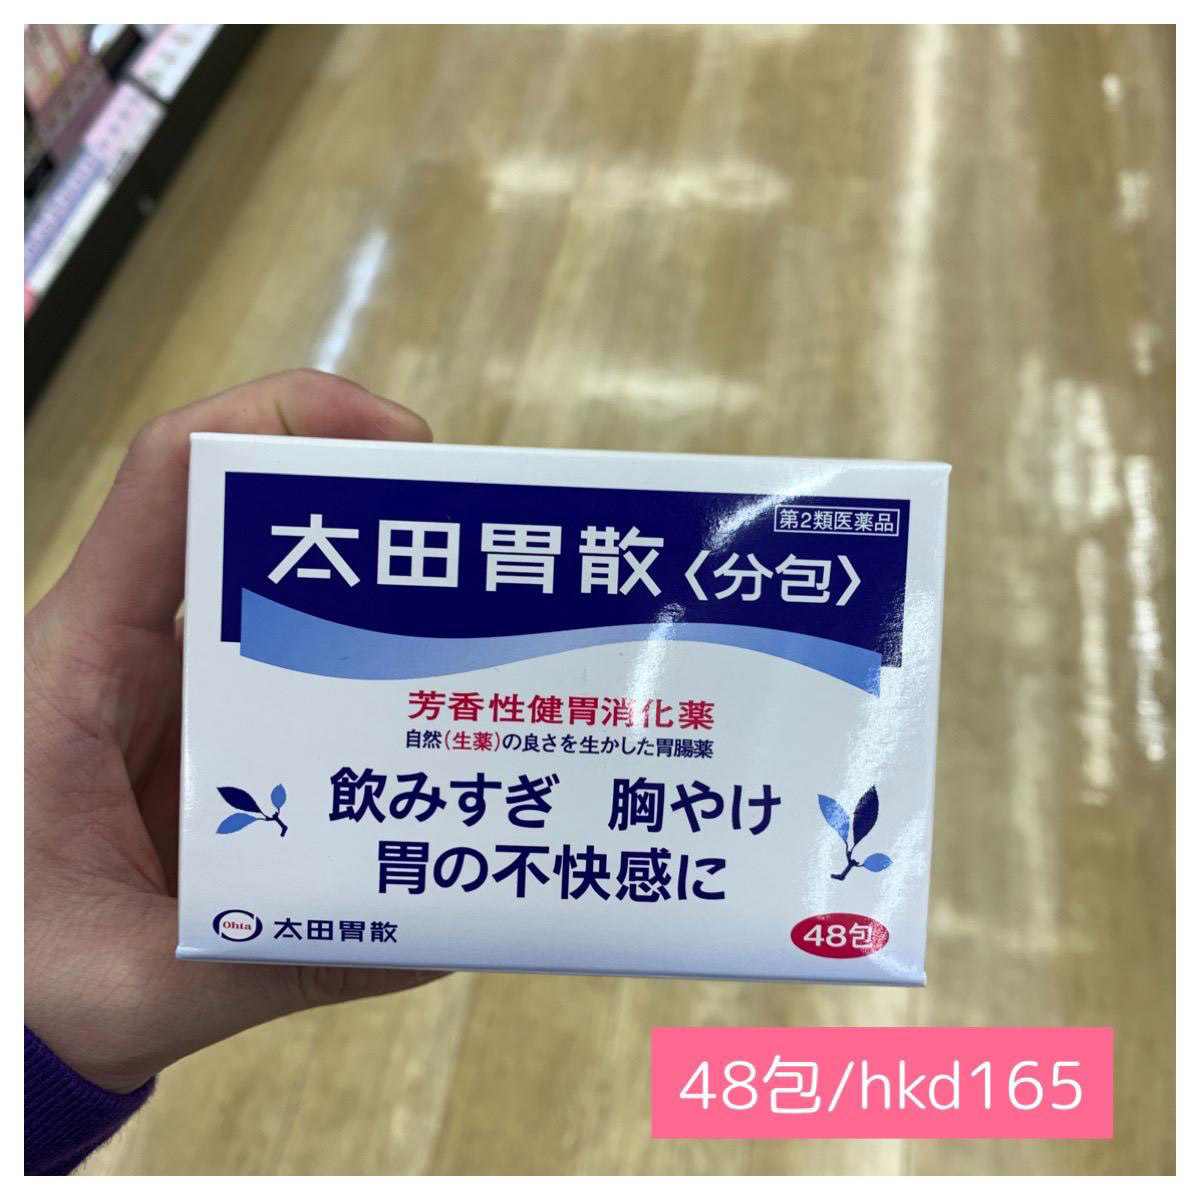 第2類医薬品
太田胃散〈分包〉
芳香性健胃消化薬
自然(生薬)の良さを生かした胃腸薬
飲みすぎ 胸やけ
胃の不快感に
Ohta 太田胃散
48包
48包/hkd165